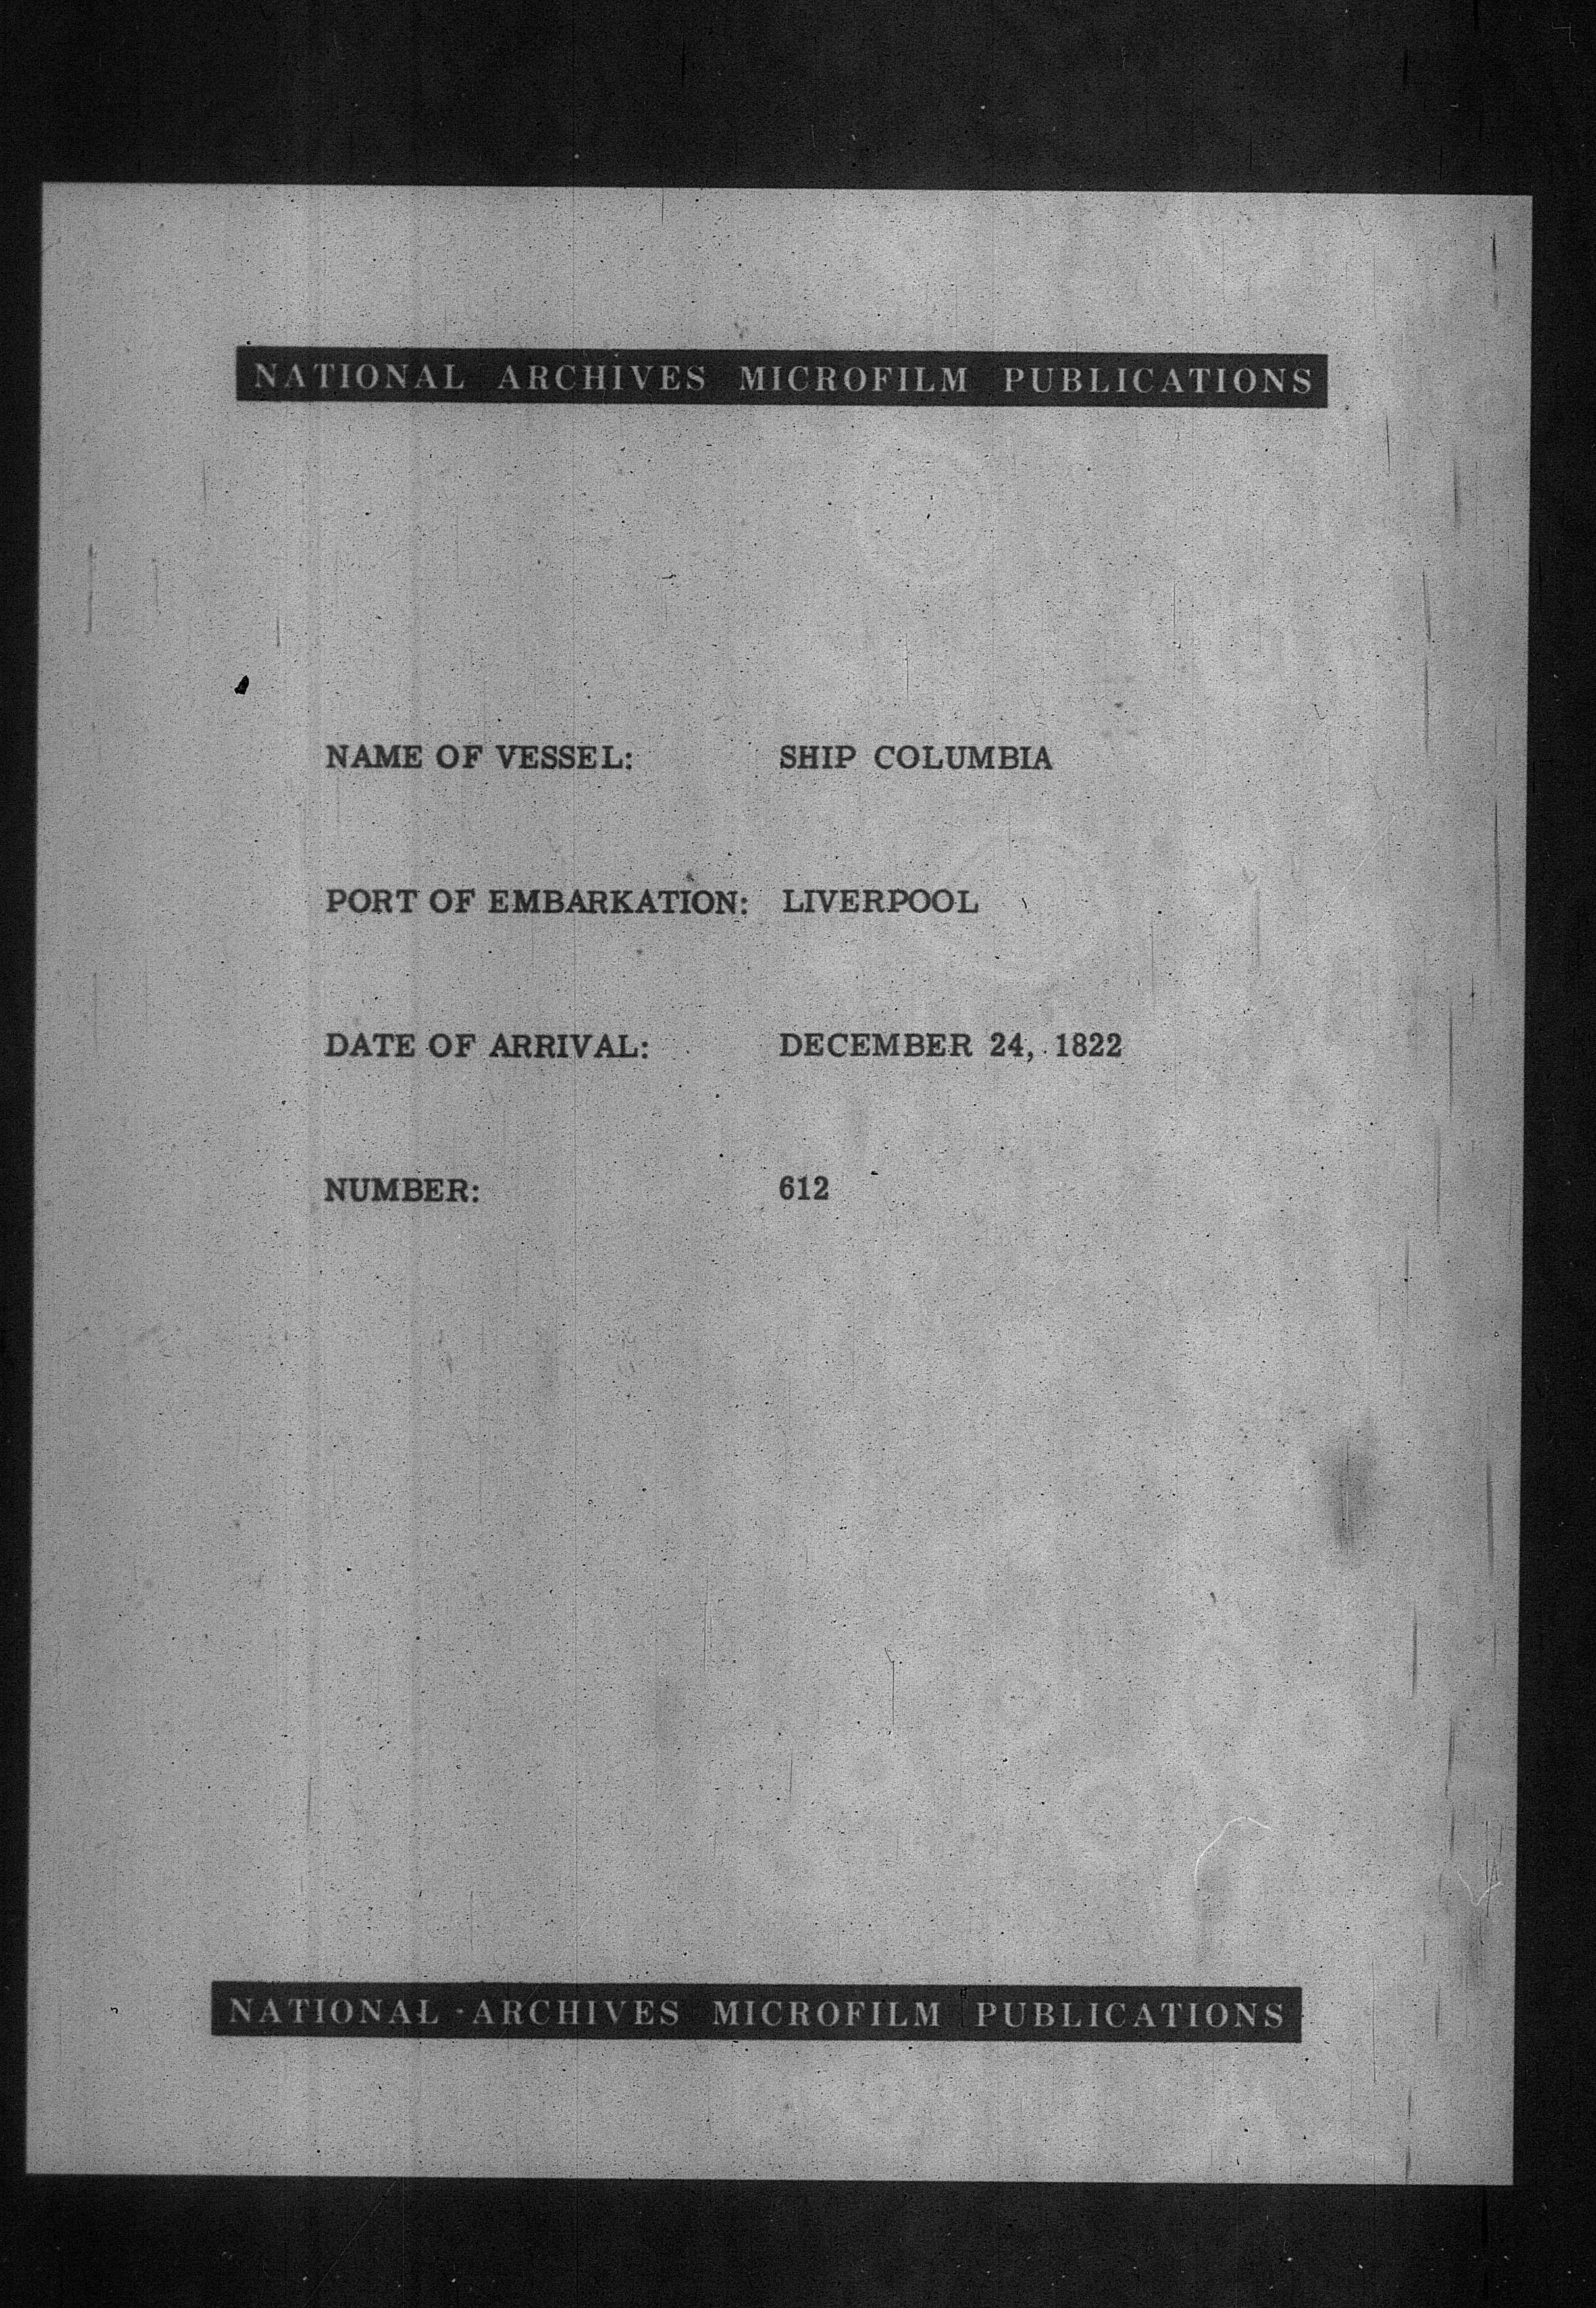 NATIONAL ARCHIVES MICROFILM PUBLICATIONS
NAME OF VESSEL: SHIP COLUMBIA
PORT OF EMBARKATION: LIVERPOOL
DATE OF ARRIVAL: DECEMBER 24, 1822
NUMBER: 612
NATIONAL ARCHIVES MICROFILM PUBLICATIONS